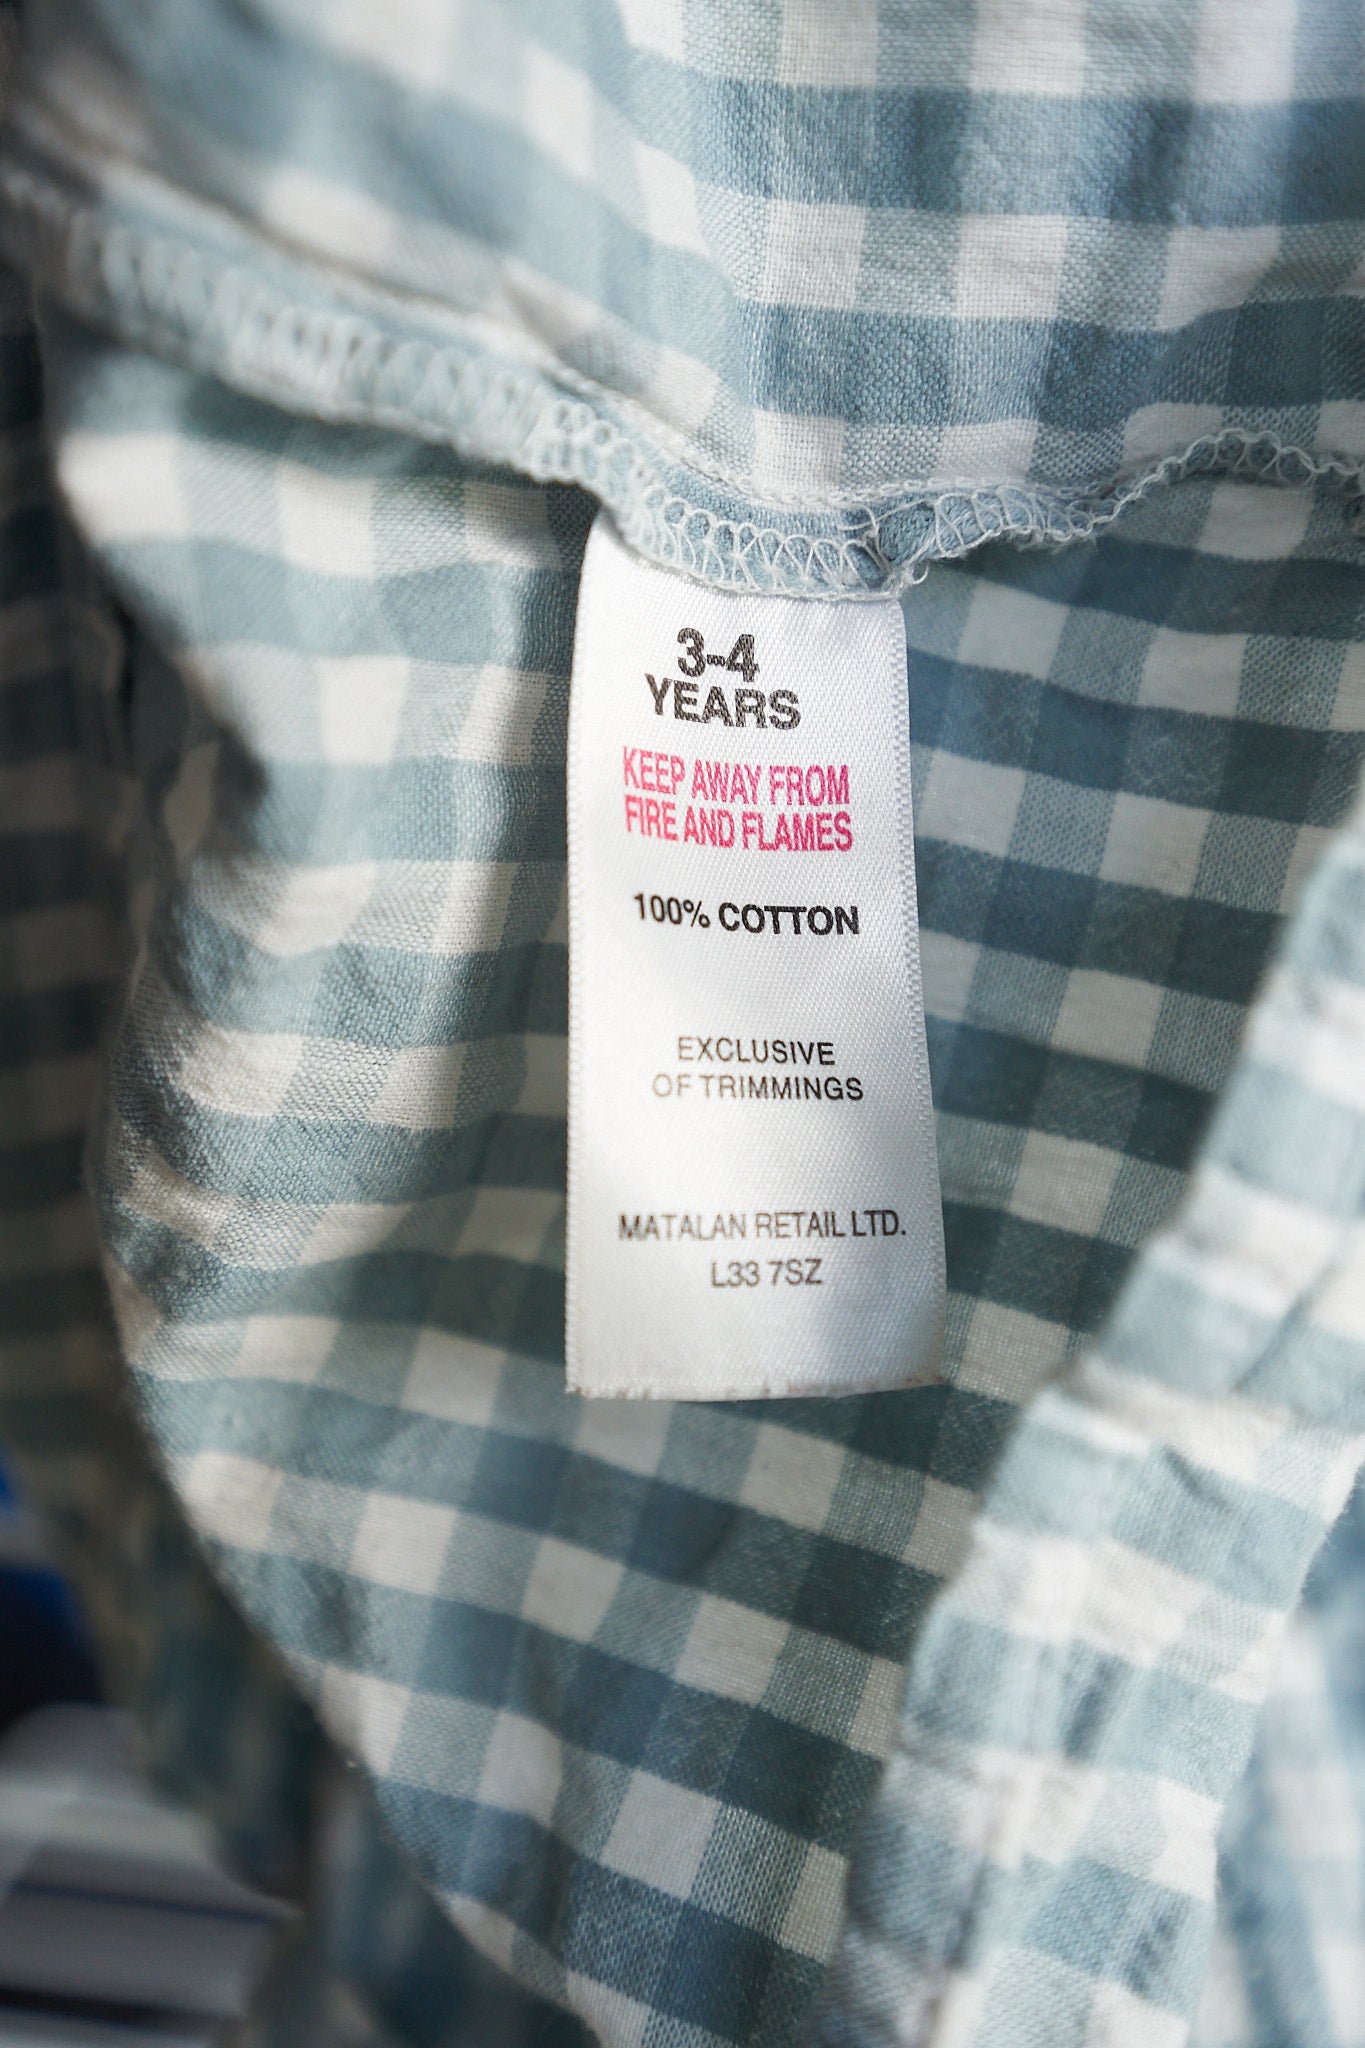 3-4
YEARS
KEEP AWAY FROM
FIRE AND FLAMES
100% COTTON
EXCLUSIVE
OF TRIMMINGS
MATALAN RETAIL LTD.
L33 7SZ